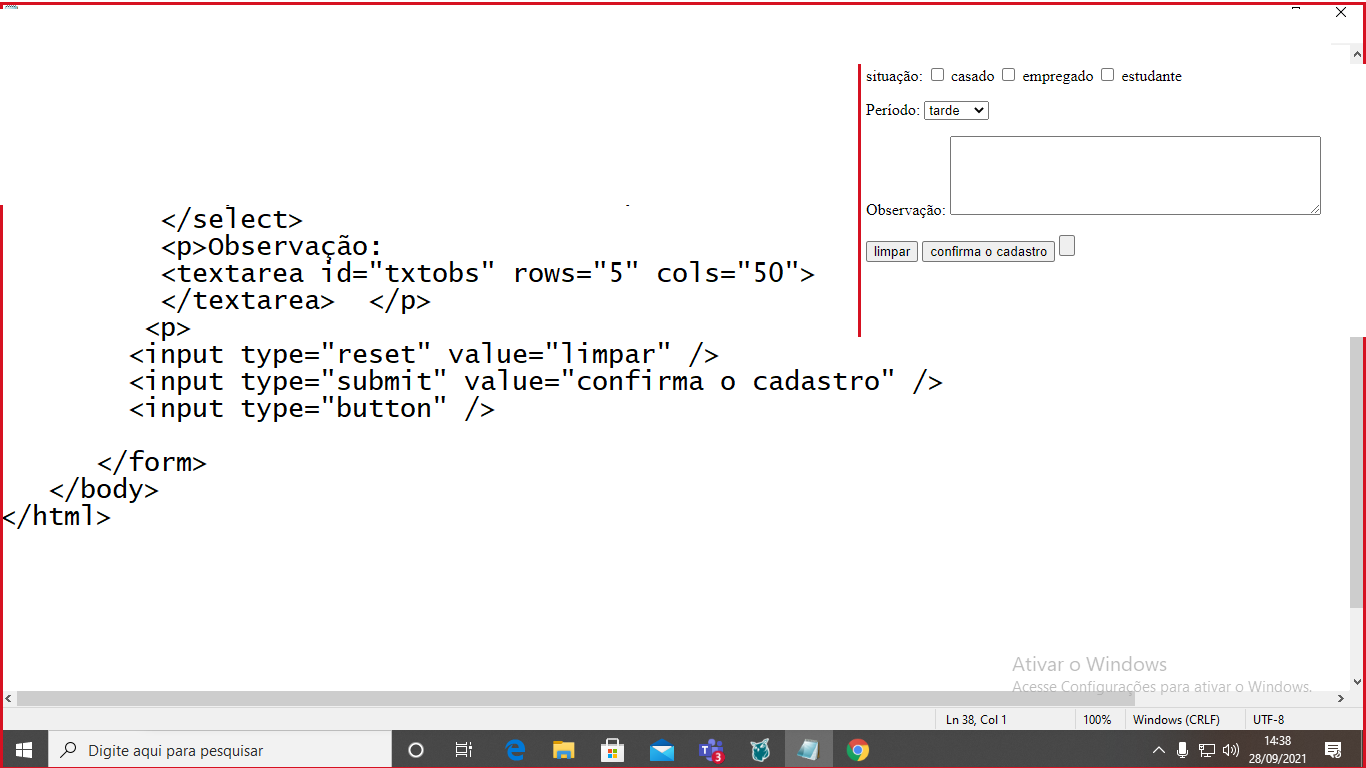 situação: casado empregado estudante
Período: tarde
Observação:
limpar confirma o cadastro
</select>
<p>Observação:
<textarea id="txtobs" rows="5" cols="50">
</textarea> </p>
<p>
<input type="reset" value="limpar" />
<input type="submit" value="confirma o cadastro" />
<input type="button" />
</form>
</body>
</html>
Ativar o Windows
Acesse Configurações para ativar o Windows.
Ln 38, Col 1 100% Windows (CRLF) UTF-8
Digite aqui para pesquisar
T 3
14:38
28/09/2021